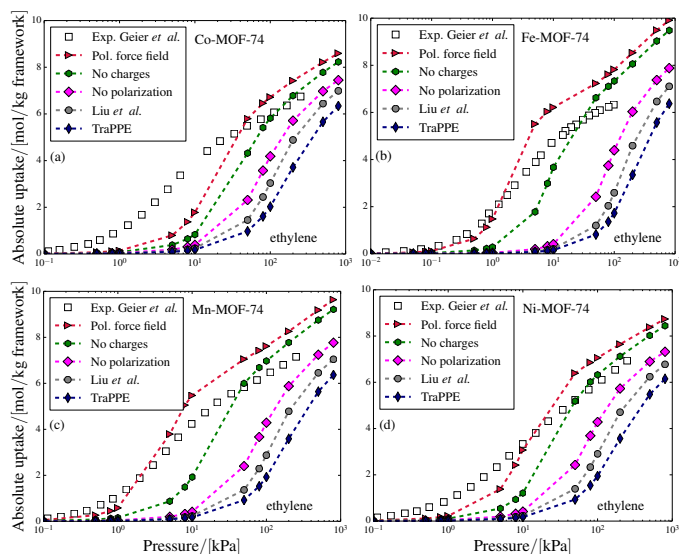 10
Exp. Geier et al.
Pol. force field
No charges
No polarization
Liu et al.
TraPPE
Co-MOF-74
8
6
4
2
0
(a)
ethylene
10⁻¹ 10⁰ 10¹ 10² 10³
Absolute uptake/[mol/kg framework]
10
Exp. Geier et al.
Pol. force field
No charges
No polarization
Liu et al.
TraPPE
Fe-MOF-74
8
6
4
2
0
(b)
ethylene
10⁻² 10⁻¹ 10⁰ 10¹ 10² 10³
10
Exp. Geier et al.
Pol. force field
No charges
No polarization
Liu et al.
TraPPE
Mn-MOF-74
8
6
4
2
0
(c)
ethylene
10⁻¹ 10⁰ 10¹ 10² 10³
Absolute uptake/[mol/kg framework]
Pressure/[kPa]
10
Exp. Geier et al.
Pol. force field
No charges
No polarization
Liu et al.
TraPPE
Ni-MOF-74
8
6
4
2
0
(d)
ethylene
10⁻¹ 10⁰ 10¹ 10² 10³
Pressure/[kPa]